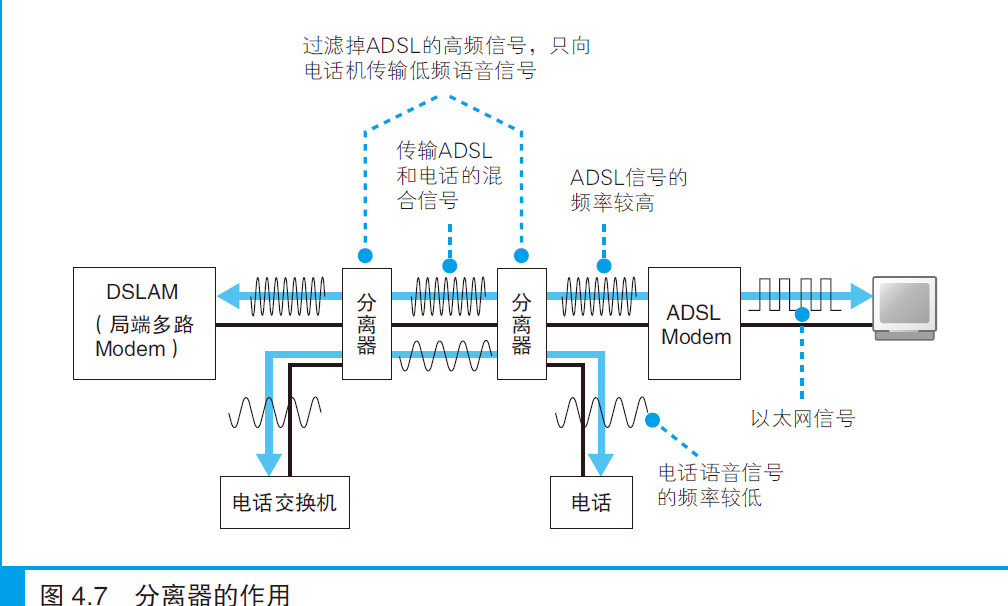 过滤掉ADSL的高频信号，只向
电话机传输低频语音信号
传输ADSL
和电话的混
合信号
ADSL信号的
频率较高
DSLAM
（局端多路
Modem）
分离器
分离器
ADSL
Modem
以太网信号
电话语音信号
的频率较低
电话交换机
电话
图 4.7 分离器的作用